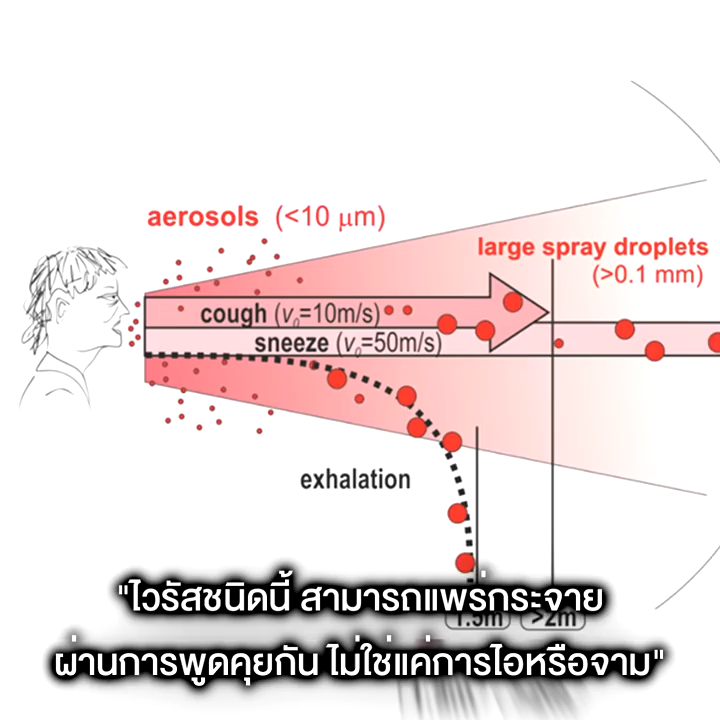 aerosols (<10 μm)
large spray droplets
(>0.1 mm)
cough (v₀=10m/s)
sneeze (v₀=50m/s)
exhalation
1.5m >2m
"ไวรัสชนิดนี้ สามารถแพร่กระจาย
ผ่านการพูดคุยกัน ไม่ใช่แค่การไอหรือจาม"